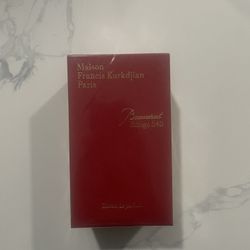 Maison
Francis Kurkdjian
Paris
Baccarat
Rouge 540
Extrait de parfum